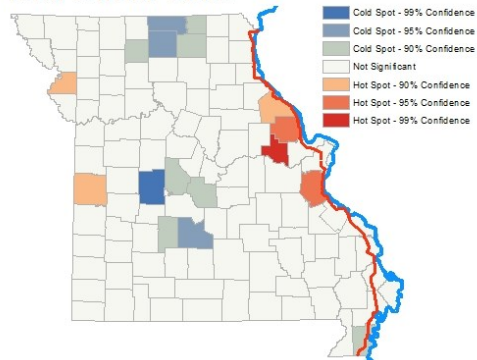 Cold Spot - 99% Confidence
Cold Spot - 95% Confidence
Cold Spot - 90% Confidence
Not Significant
Hot Spot - 90% Confidence
Hot Spot - 95% Confidence
Hot Spot - 99% Confidence